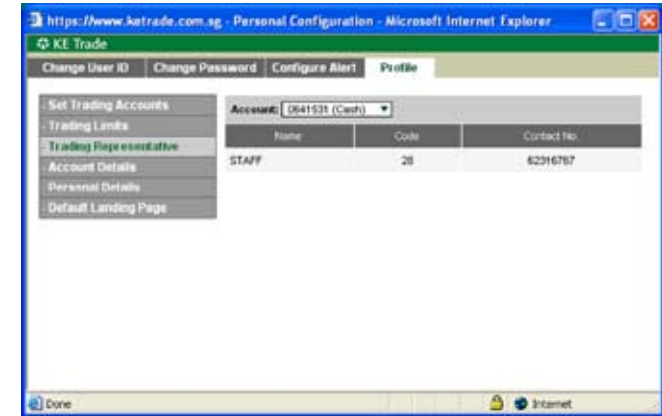 https://www.ketrade.com.sg - Personal Configuration - Microsoft Internet Explorer
KE Trade
Change User ID Change Password Configure Alert Profile
Set Trading Accounts
Trading Limits
Trading Representative
Account Details
Personal Details
Default Landing Page
Account: 0641531 (Cash)
Name Code Contact No.
STAFF 28 62316767
Done Internet